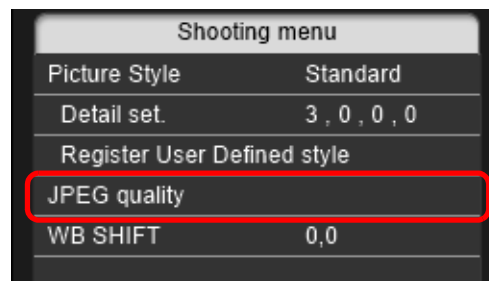 Shooting menu
Picture Style Standard
Detail set. 3 , 0 , 0 , 0
Register User Defined style
JPEG quality
WB SHIFT 0,0